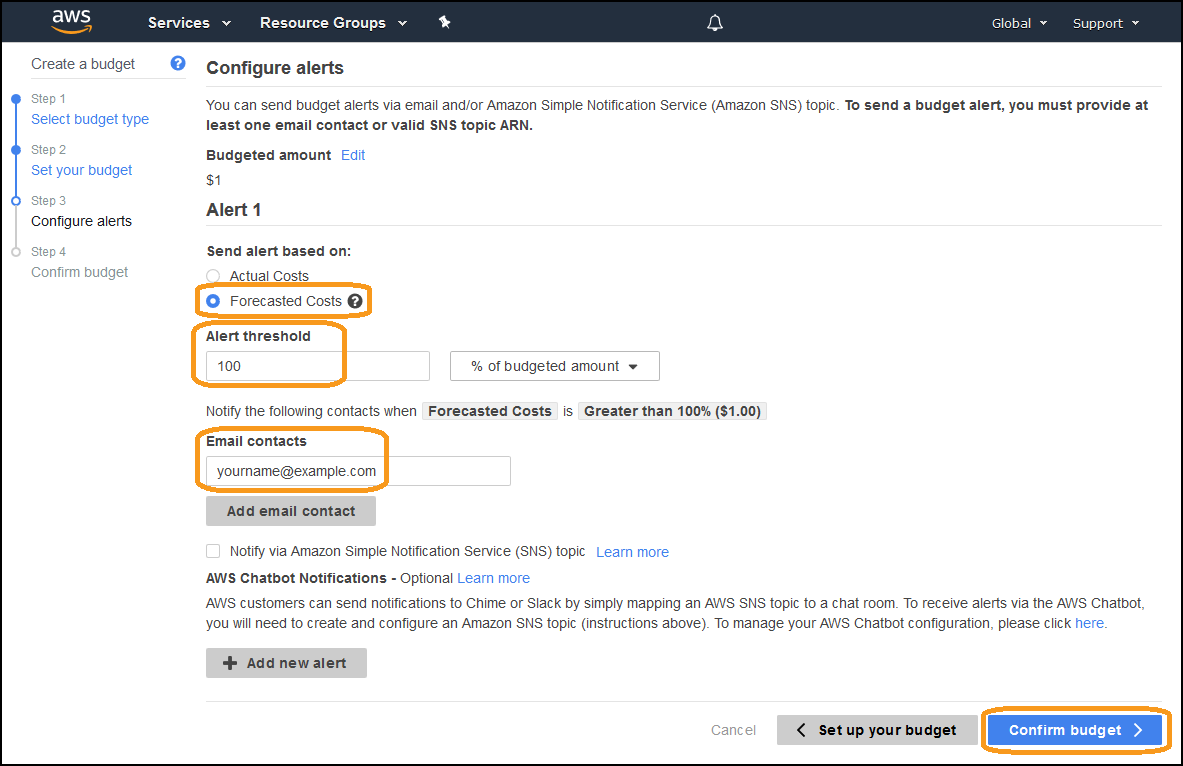 aws
Services
Resource Groups
Global
Support
Create a budget
?
Step 1
Select budget type
Step 2
Set your budget
Step 3
Configure alerts
Step 4
Confirm budget
Configure alerts
You can send budget alerts via email and/or Amazon Simple Notification Service (Amazon SNS) topic. To send a budget alert, you must provide at
least one email contact or valid SNS topic ARN.
Budgeted amount Edit
$1
Alert 1
Send alert based on:
Actual Costs
Forecasted Costs ?
Alert threshold
100
% of budgeted amount
Notify the following contacts when Forecasted Costs is Greater than 100% ($1.00)
Email contacts
yourname@example.com
Add email contact
Notify via Amazon Simple Notification Service (SNS) topic Learn more
AWS Chatbot Notifications - Optional Learn more
AWS customers can send notifications to Chime or Slack by simply mapping an AWS SNS topic to a chat room. To receive alerts via the AWS Chatbot,
you will need to create and configure an Amazon SNS topic (instructions above). To manage your AWS Chatbot configuration, please click here.
Add new alert
Cancel
Set up your budget
Confirm budget